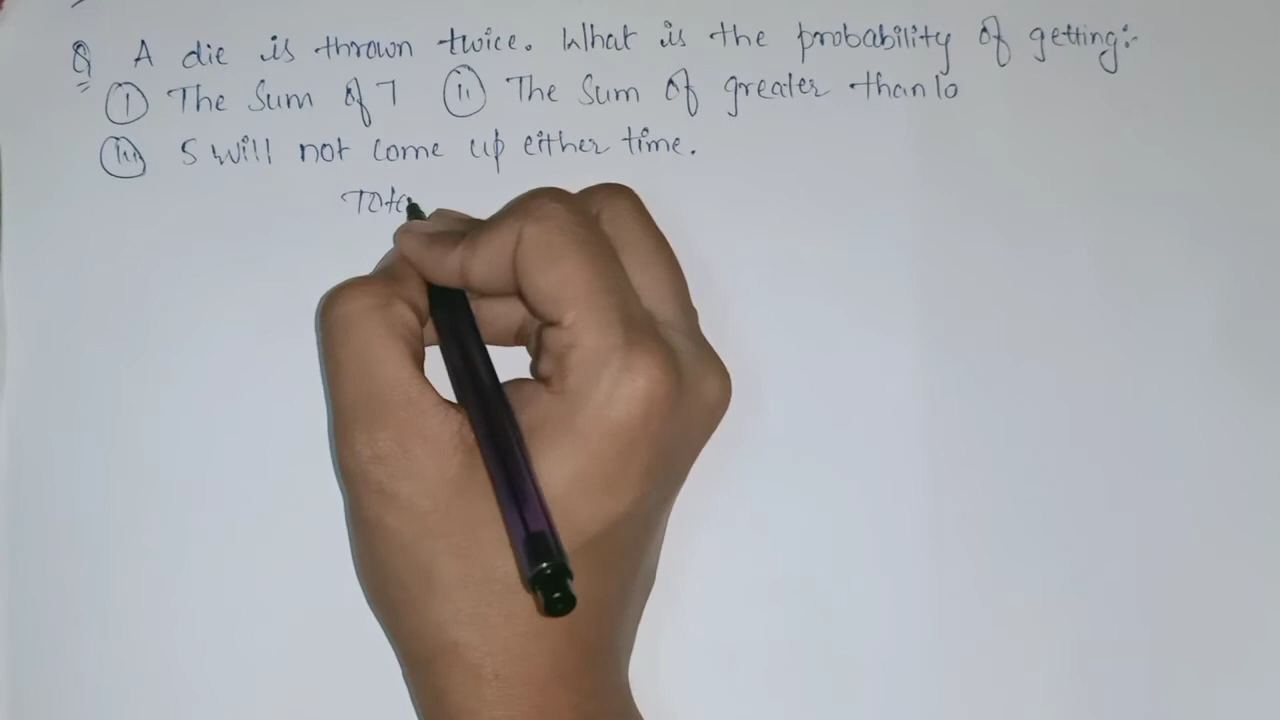 Q A die is thrown twice. What is the probability of getting:-
(i) The Sum of 7 (ii) The Sum of greater than 10
(iii) 5 will not come up either time.
Tota